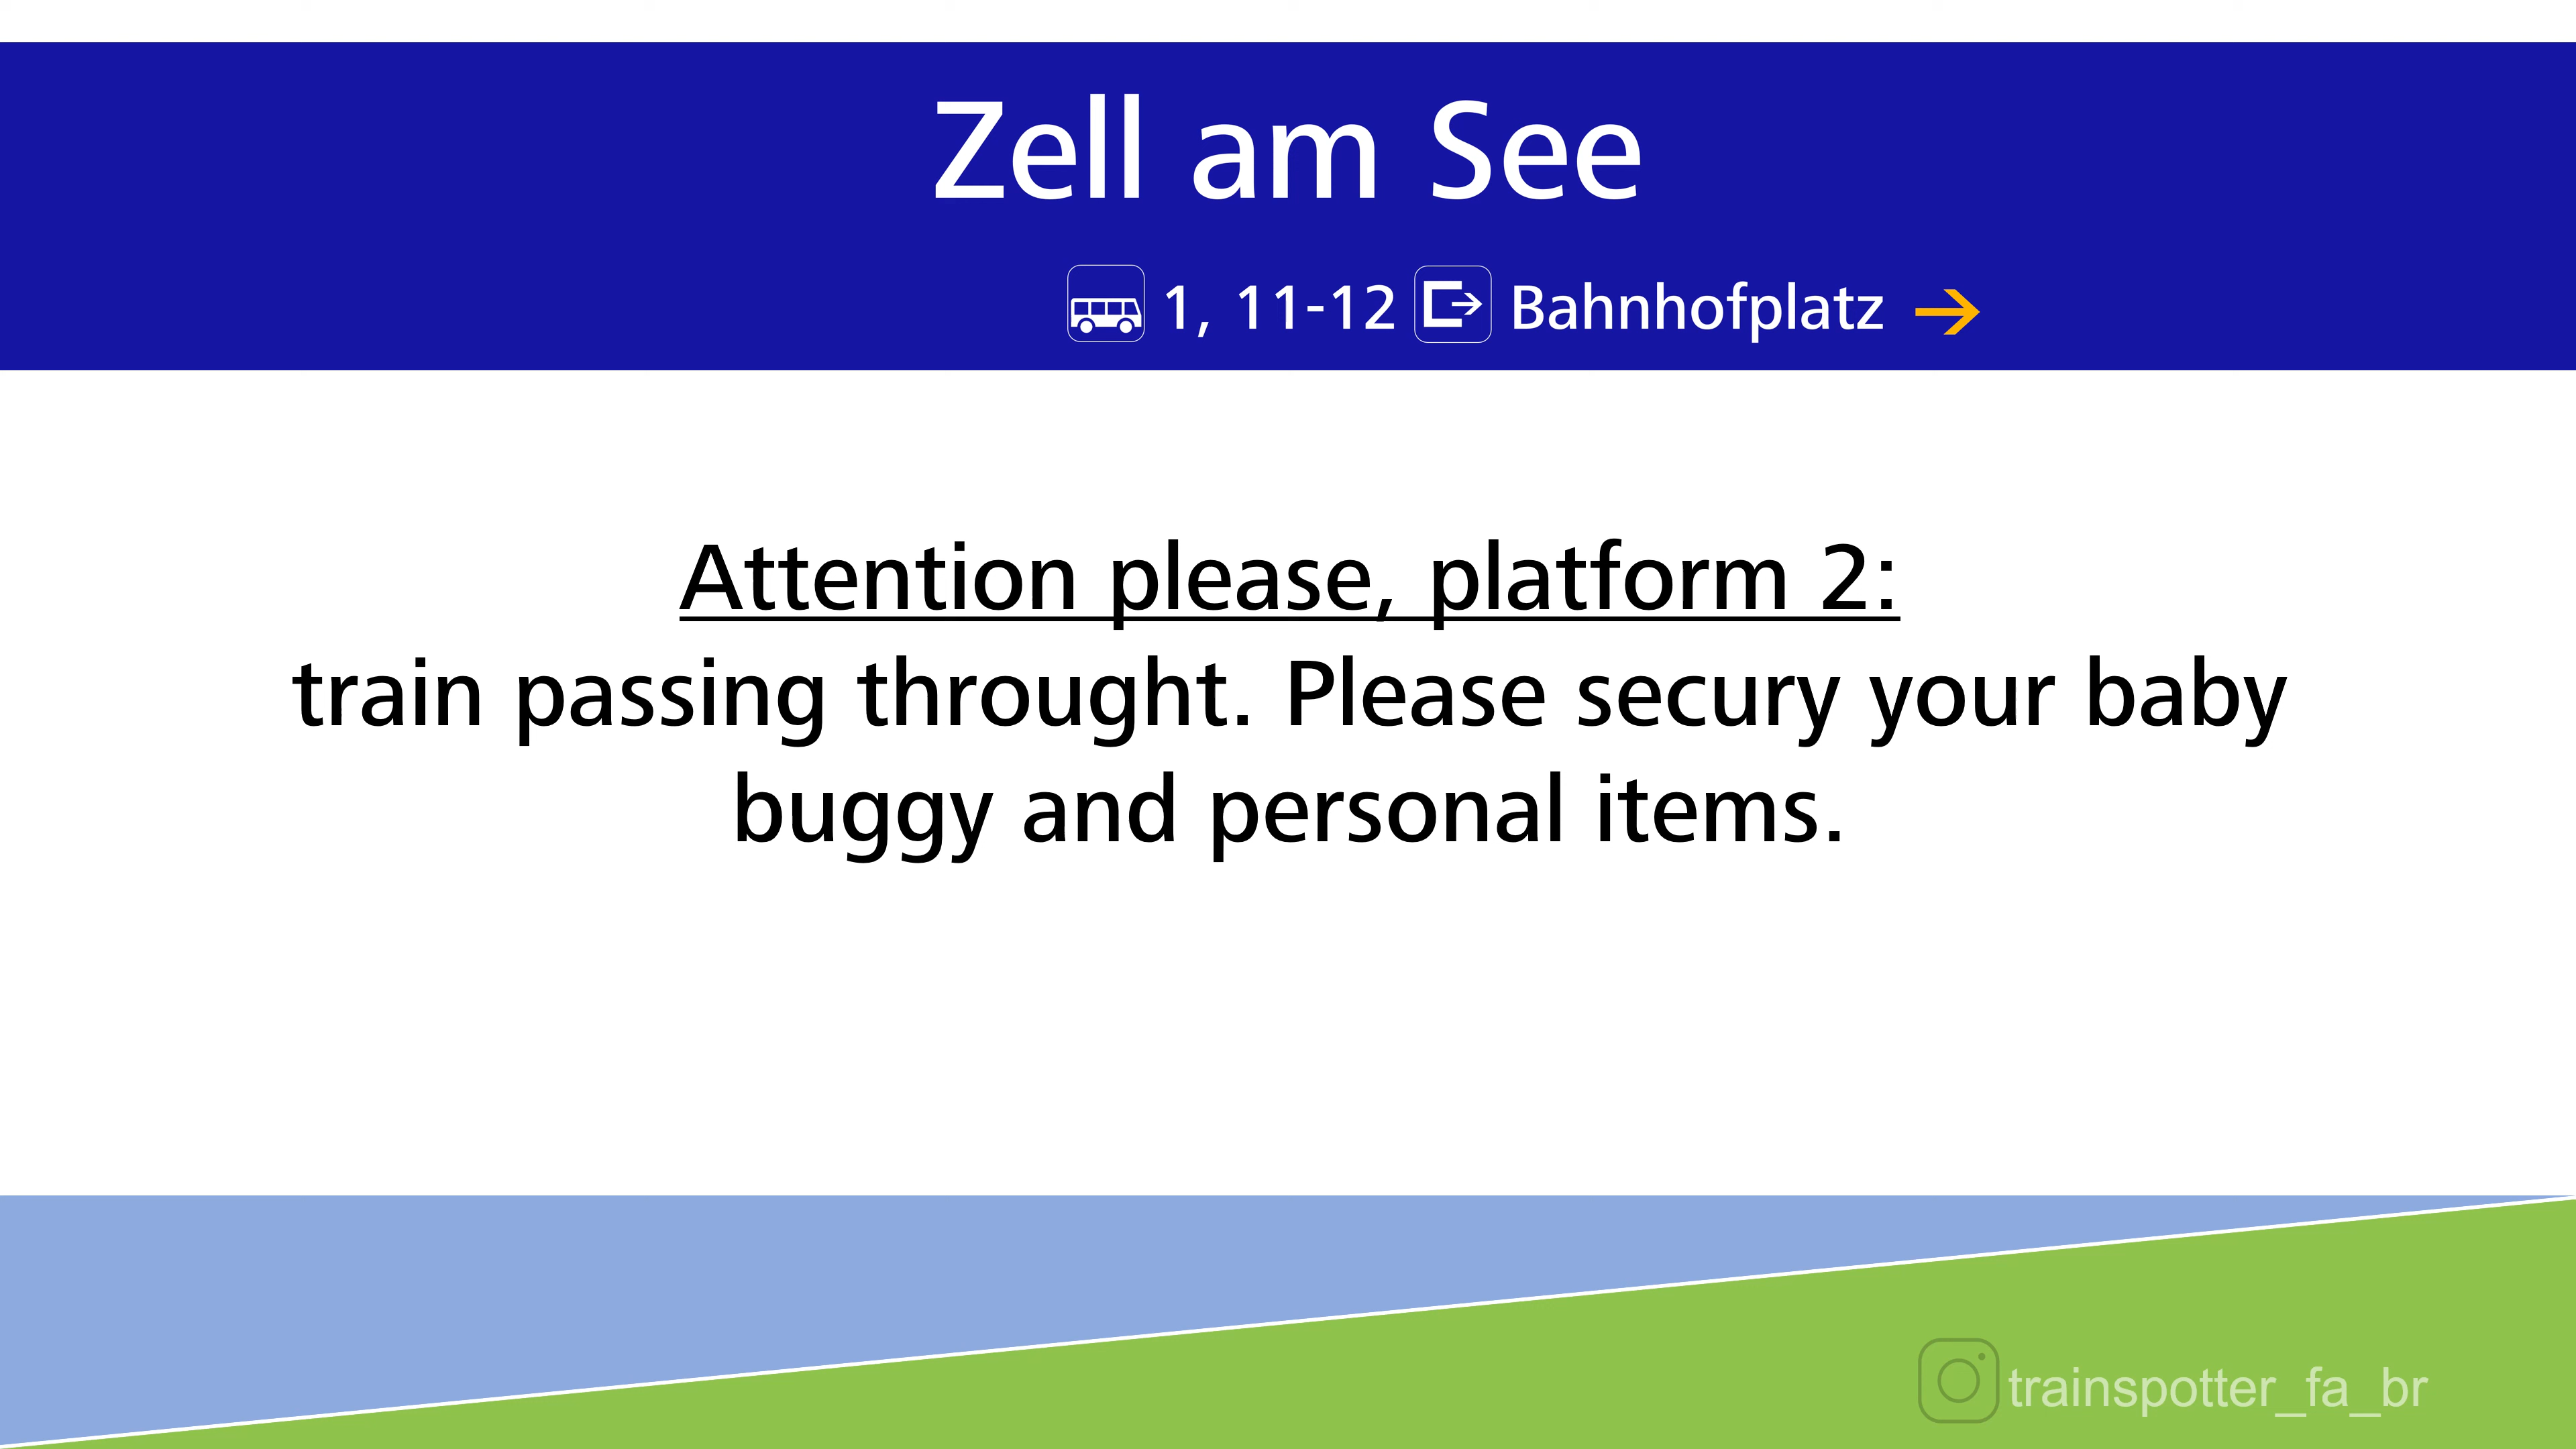 Zell am See
1, 11-12 Bahnhofplatz →
Attention please, platform 2:
train passing throught. Please secury your baby
buggy and personal items.
trainspotter_fa_br